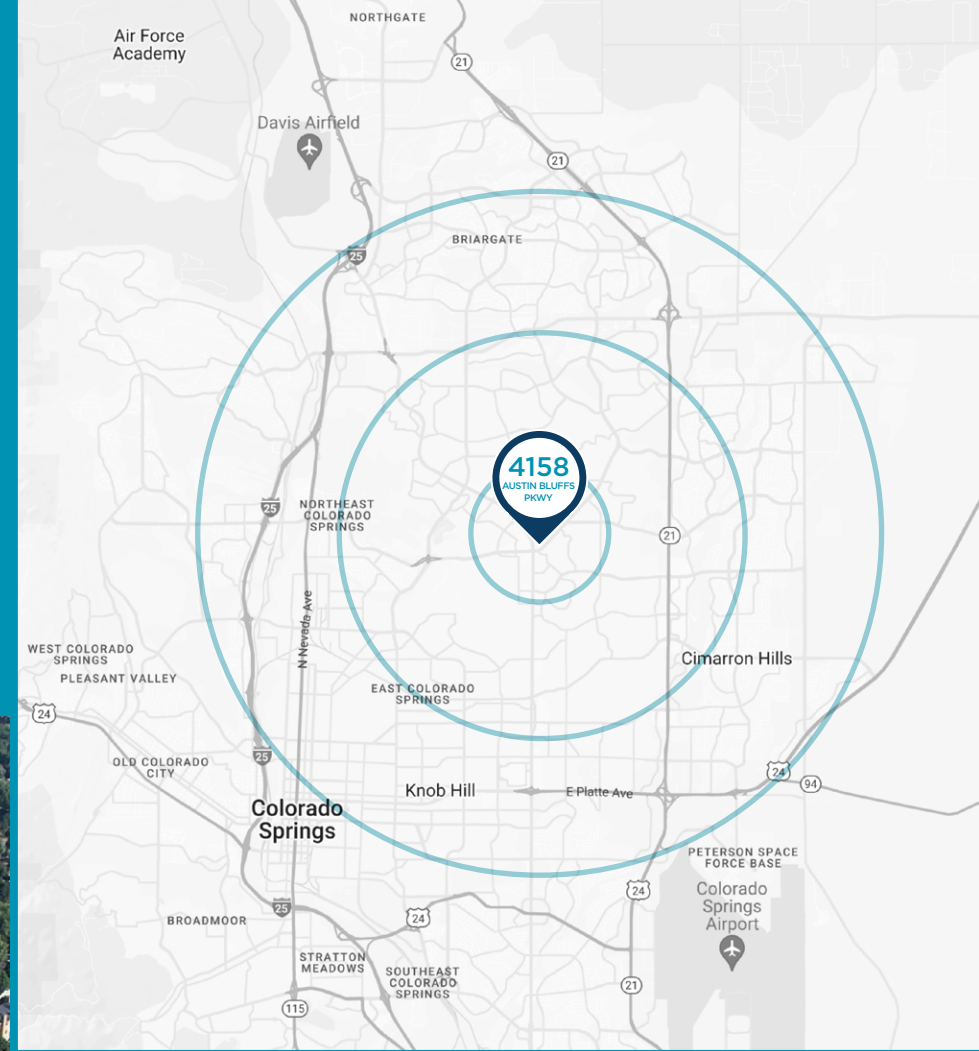 NORTHGATE
Air Force
Academy
21
Davis Airfield
21
BRIARGATE
25
4158
AUSTIN BLUFFS
PKWY
25
NORTHEAST
COLORADO
SPRINGS
21
N Nevada Ave
WEST COLORADO
SPRINGS
Cimarron Hills
PLEASANT VALLEY
EAST COLORADO
SPRINGS
24
25
OLD COLORADO
CITY
24
94
Knob Hill
E Platte Ave
Colorado
Springs
PETERSON SPACE
FORCE BASE
24
Colorado
Springs
Airport
25
24
BROADMOOR
STRATTON
MEADOWS
SOUTHEAST
COLORADO
SPRINGS
21
115